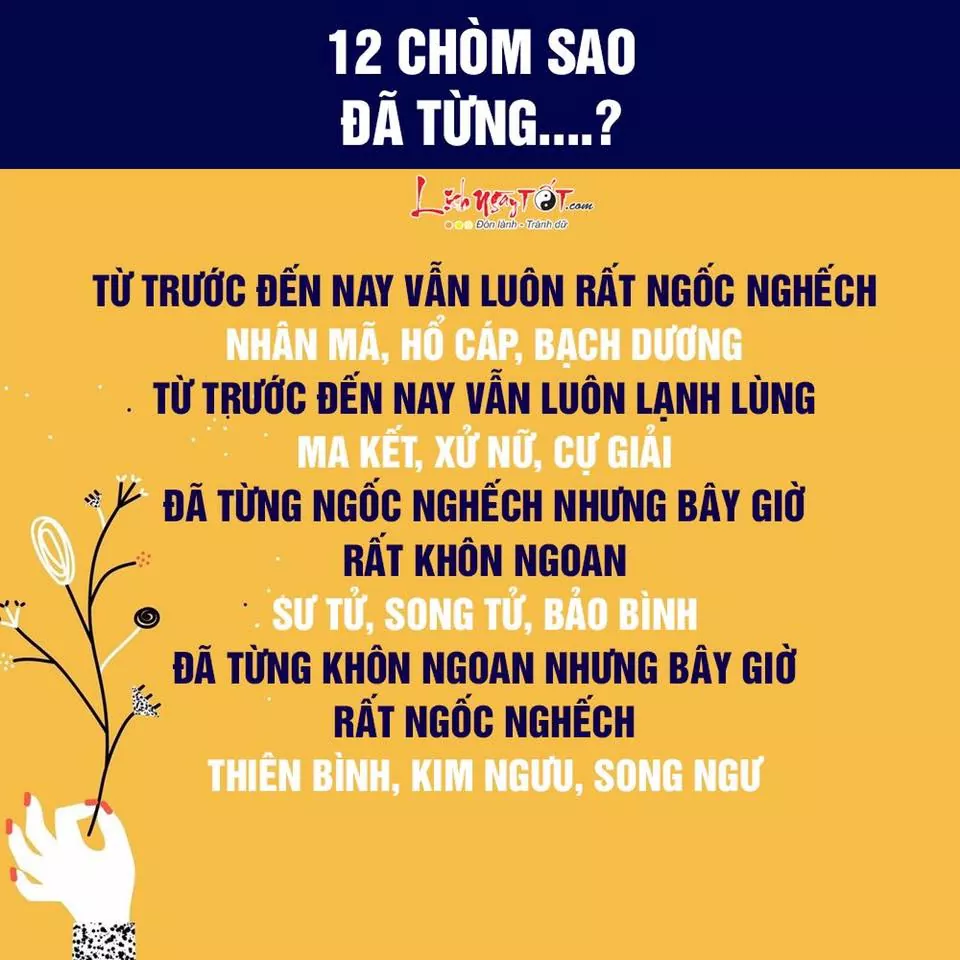 12 CHÒM SAO
ĐÃ TỪNG....?
LịchNgàyTỐT.com
Đón lành - Tránh dữ
TỪ TRƯỚC ĐẾN NAY VẪN LUÔN RẤT NGỐC NGHẾCH
NHÂN MÃ, HỔ CÁP, BẠCH DƯƠNG
TỪ TRƯỚC ĐẾN NAY VẪN LUÔN LẠNH LÙNG
MA KẾT, XỬ NỮ, CỰ GIẢI
ĐÃ TỪNG NGỐC NGHẾCH NHƯNG BÂY GIỜ
RẤT KHÔN NGOAN
SƯ TỬ, SONG TỬ, BẢO BÌNH
ĐÃ TỪNG KHÔN NGOAN NHƯNG BÂY GIỜ
RẤT NGỐC NGHẾCH
THIÊN BÌNH, KIM NGƯU, SONG NGƯ